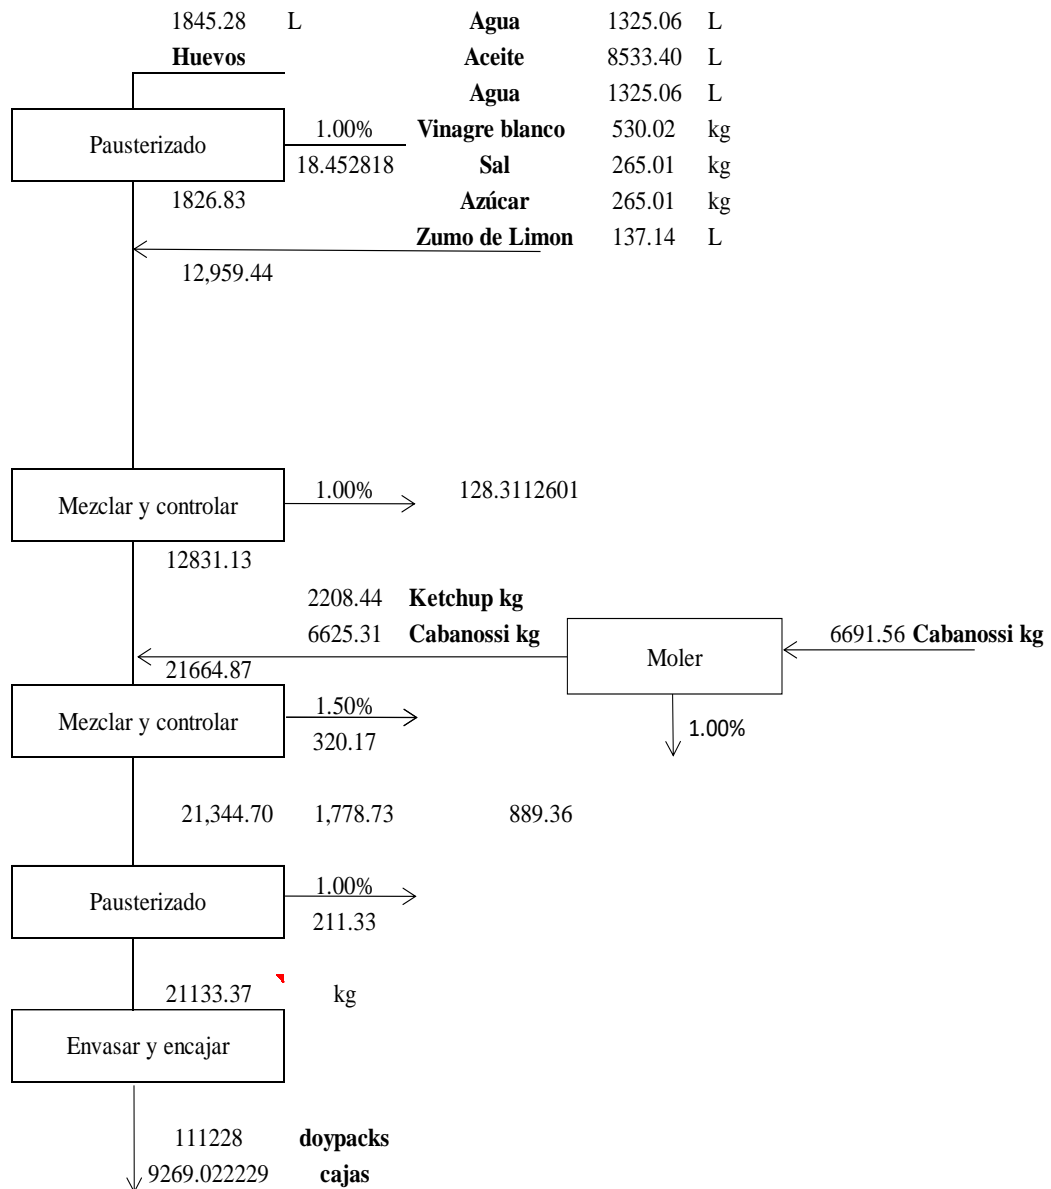 1845.28 L Agua 1325.06 L
Huevos Aceite 8533.40 L
Agua 1325.06 L
Pausterizado 1.00% Vinagre blanco 530.02 kg
18.452818 Sal 265.01 kg
1826.83 Azúcar 265.01 kg
Zumo de Limon 137.14 L
12,959.44
Mezclar y controlar 1.00% 128.3112601
12831.13
2208.44 Ketchup kg
6625.31 Cabanossi kg Moler 6691.56 Cabanossi kg
21664.87
Mezclar y controlar 1.50% 1.00%
320.17
21,344.70 1,778.73 889.36
Pausterizado 1.00%
211.33
21133.37 kg
Envasar y encajar
111228 doypacks
9269.022229 cajas